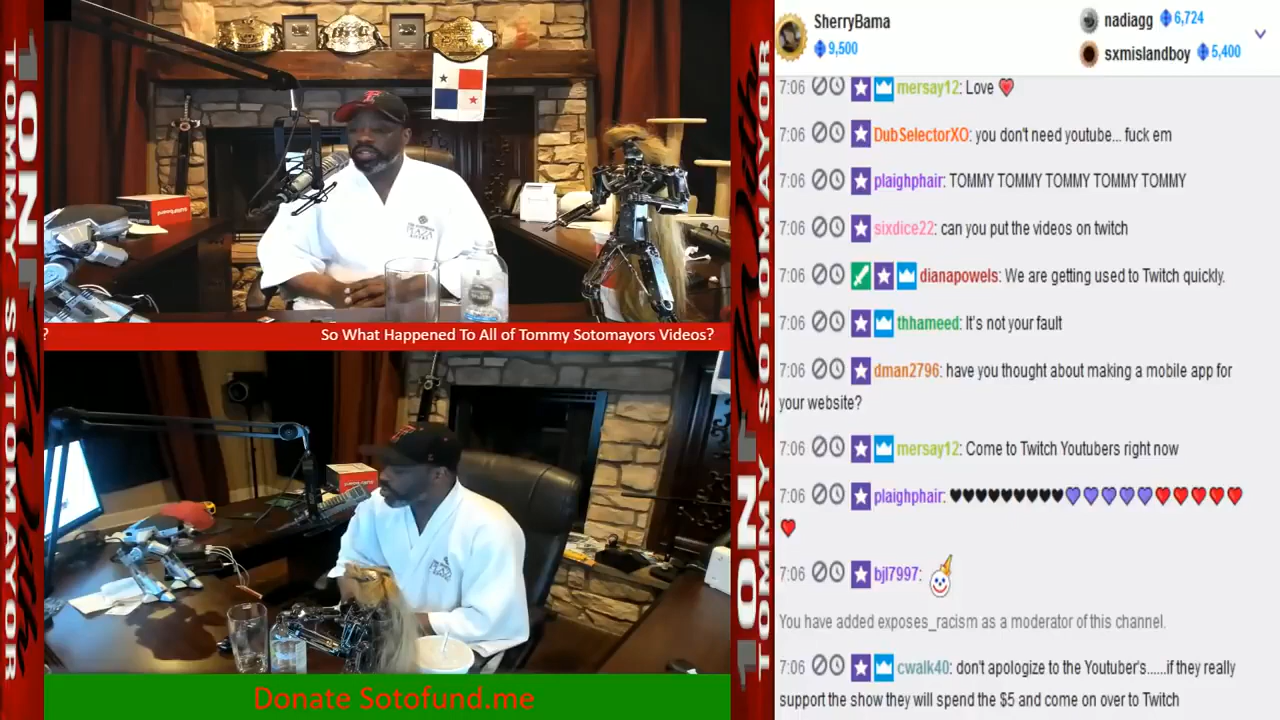 1ON1 With
TOMMY SOTOMAYOR
So What Happened To All of Tommy Sotomayors Videos?
?
Donate Sotofund.me
1ON1 With
TOMMY SOTOMAYOR
SherryBama
9,500
nadiagg 6,724
sxmislandboy 5,400
7:06 mersay12: Love
7:06 DubSelectorXO: you don't need youtube... fuck em
7:06 plaighphair: TOMMY TOMMY TOMMY TOMMY TOMMY
7:06 sixdice22: can you put the videos on twitch
7:06 dianapowels: We are getting used to Twitch quickly.
7:06 thhameed: It's not your fault
7:06 dman2796: have you thought about making a mobile app for
your website?
7:06 mersay12: Come to Twitch Youtubers right now
7:06 plaighphair:
7:06 bjl7997:
You have added exposes_racism as a moderator of this channel.
7:06 cwalk40: don't apologize to the Youtuber's.....if they really
support the show they will spend the $5 and come on over to Twitch